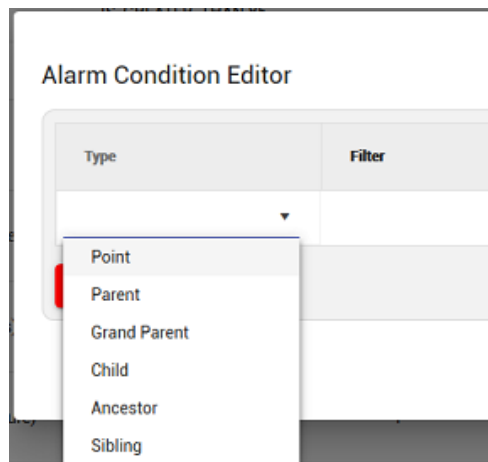 Alarm Condition Editor
Type Filter
Point
Parent
Grand Parent
Child
Ancestor
Sibling